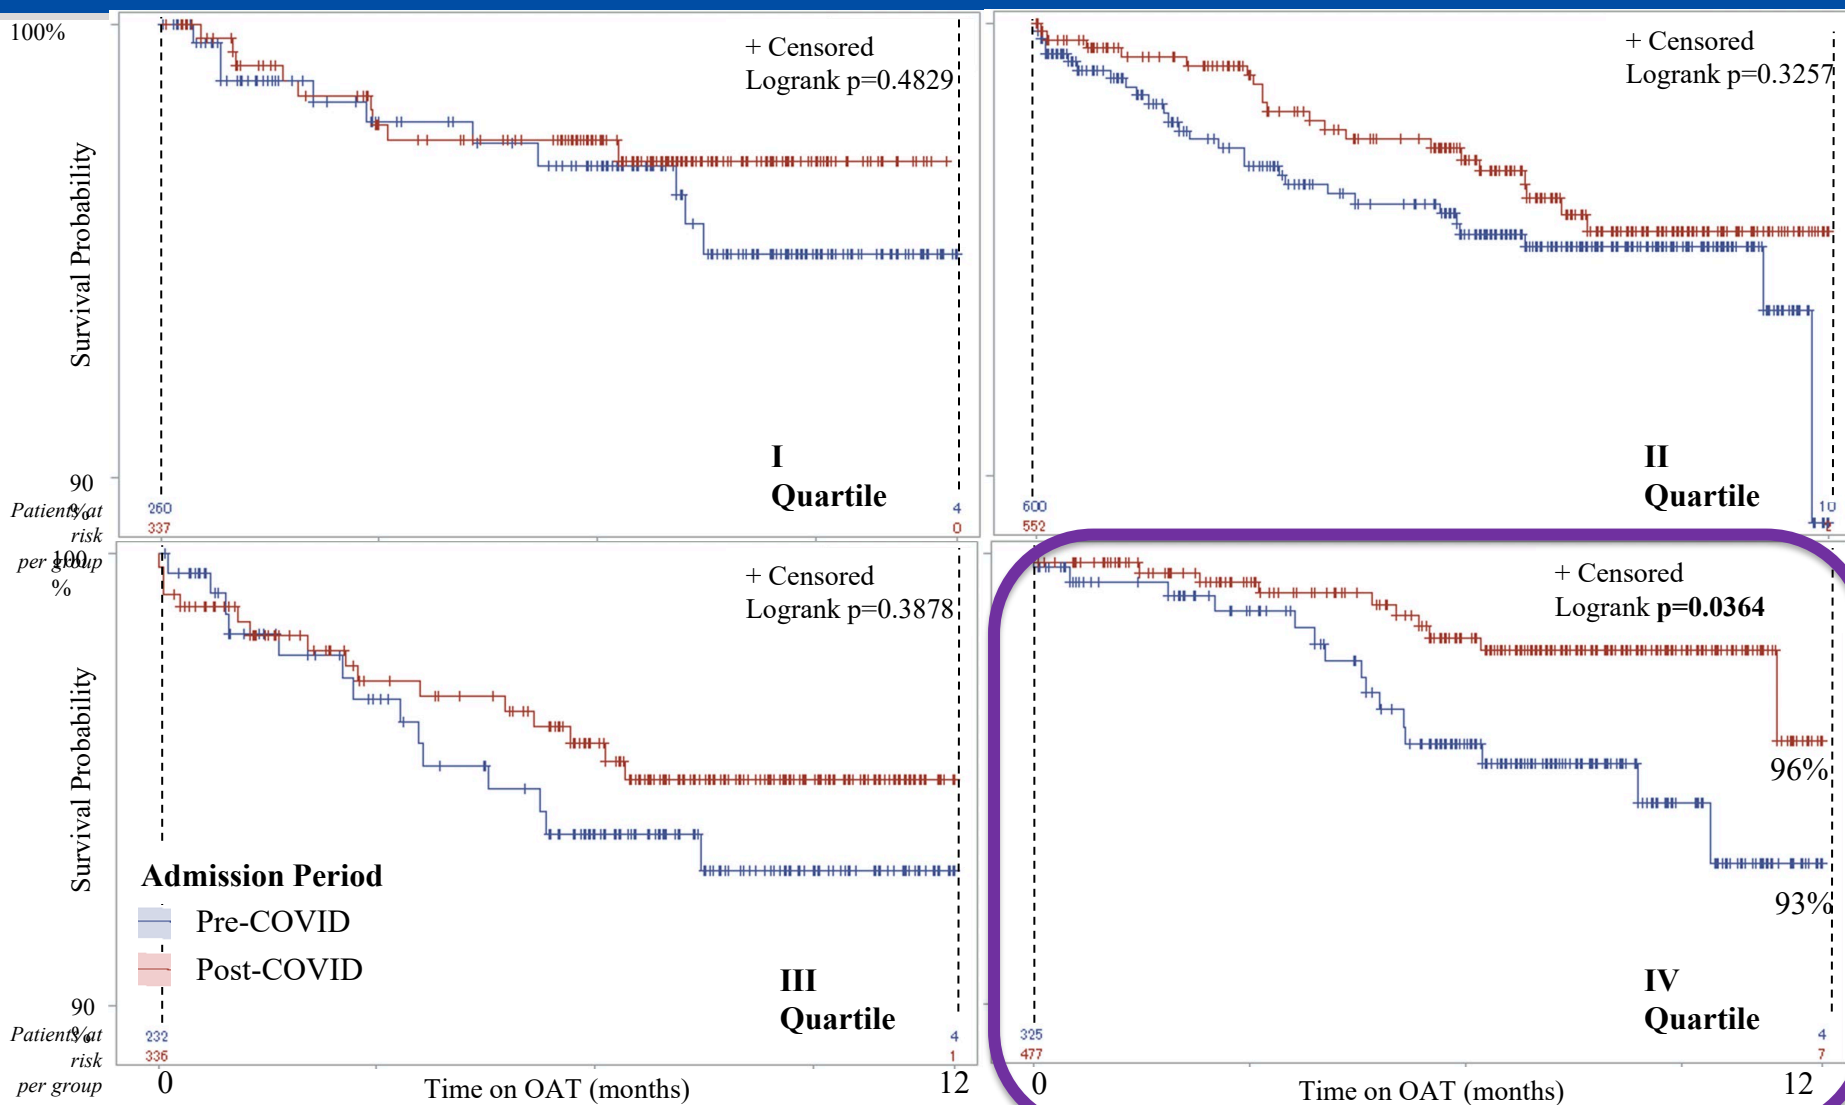 100%
+ Censored
Logrank p=0.4829
Survival Probability
I
Quartile
90
%
Patients at
risk
per group
260
337
4
0
+ Censored
Logrank p=0.3257
II
Quartile
600
552
10
2
100
%
+ Censored
Logrank p=0.3878
Survival Probability
Admission Period
Pre-COVID
Post-COVID
III
Quartile
90
%
Patients at
risk
per group
232
336
4
1
0
Time on OAT (months)
12
+ Censored
Logrank p=0.0364
96%
93%
IV
Quartile
325
477
4
7
0
Time on OAT (months)
12